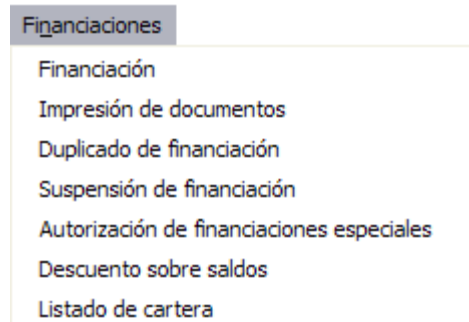 Financiaciones
Financiación
Impresión de documentos
Duplicado de financiación
Suspensión de financiación
Autorización de financiaciones especiales
Descuento sobre saldos
Listado de cartera